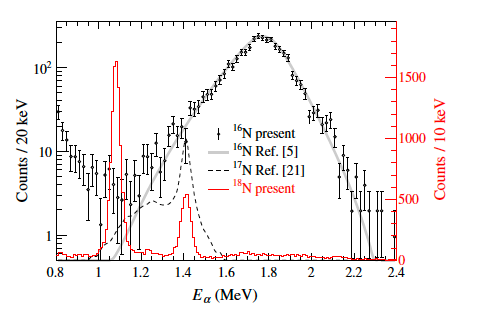 Counts / 20 keV
10²
10
1
1500
1000
500
0
Counts / 10 keV
¹⁶N present
¹⁶N Ref. [5]
¹⁷N Ref. [21]
¹⁸N present
0.8 1 1.2 1.4 1.6 1.8 2 2.2 2.4
Eα (MeV)